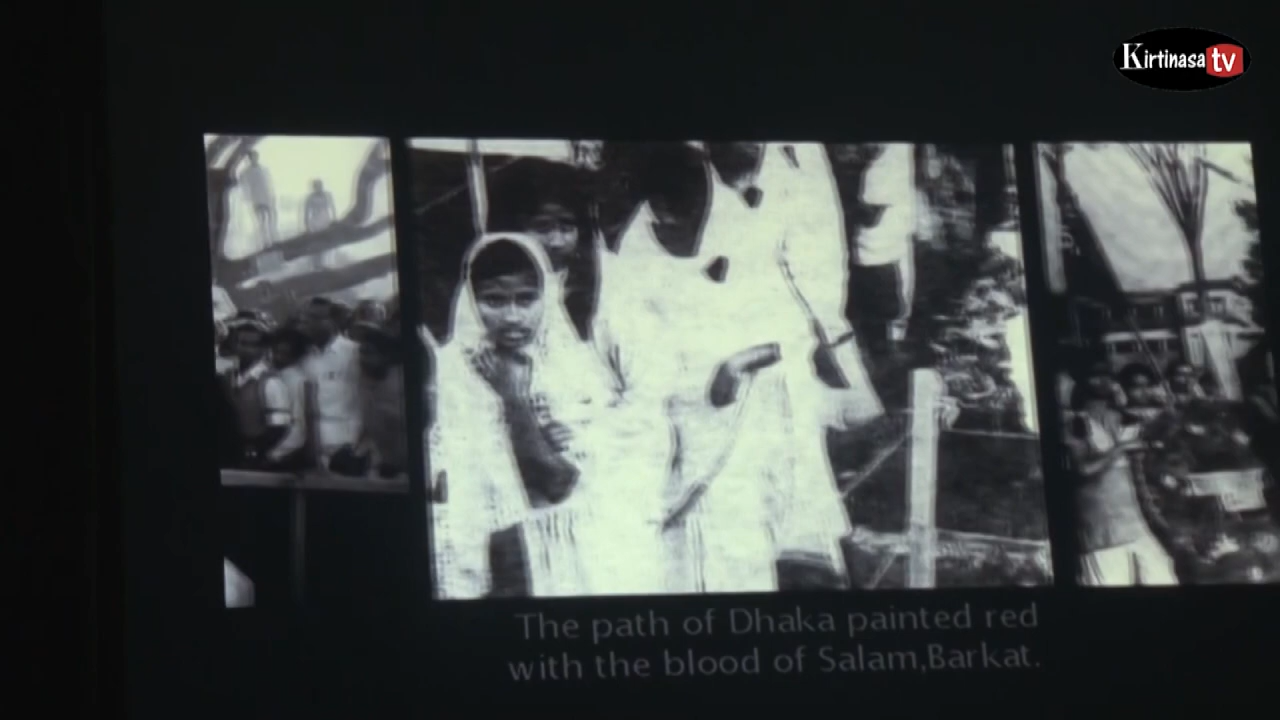 Kirtinasa tv
The path of Dhaka painted red
with the blood of Salam,Barkat.